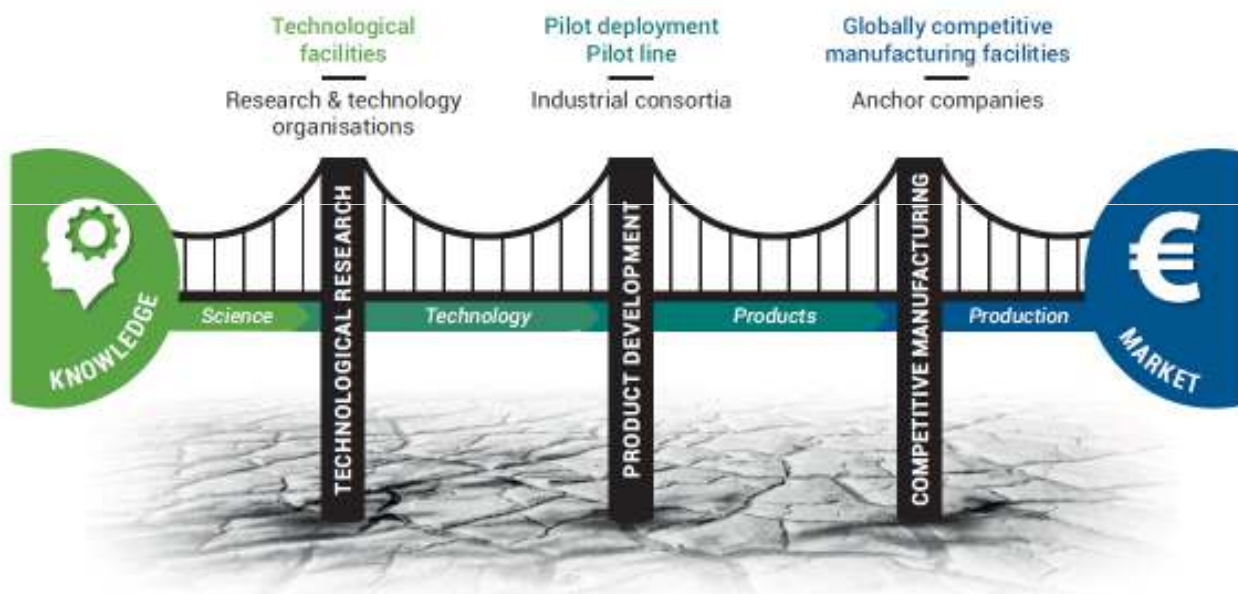 Technological
facilities
Research & technology
organisations
Pilot deployment
Pilot line
Industrial consortia
Globally competitive
manufacturing facilities
Anchor companies
KNOWLEDGE
Science
TECHNOLOGICAL RESEARCH
Technology
PRODUCT DEVELOPMENT
Products
COMPETITIVE MANUFACTURING
Production
€
MARKET